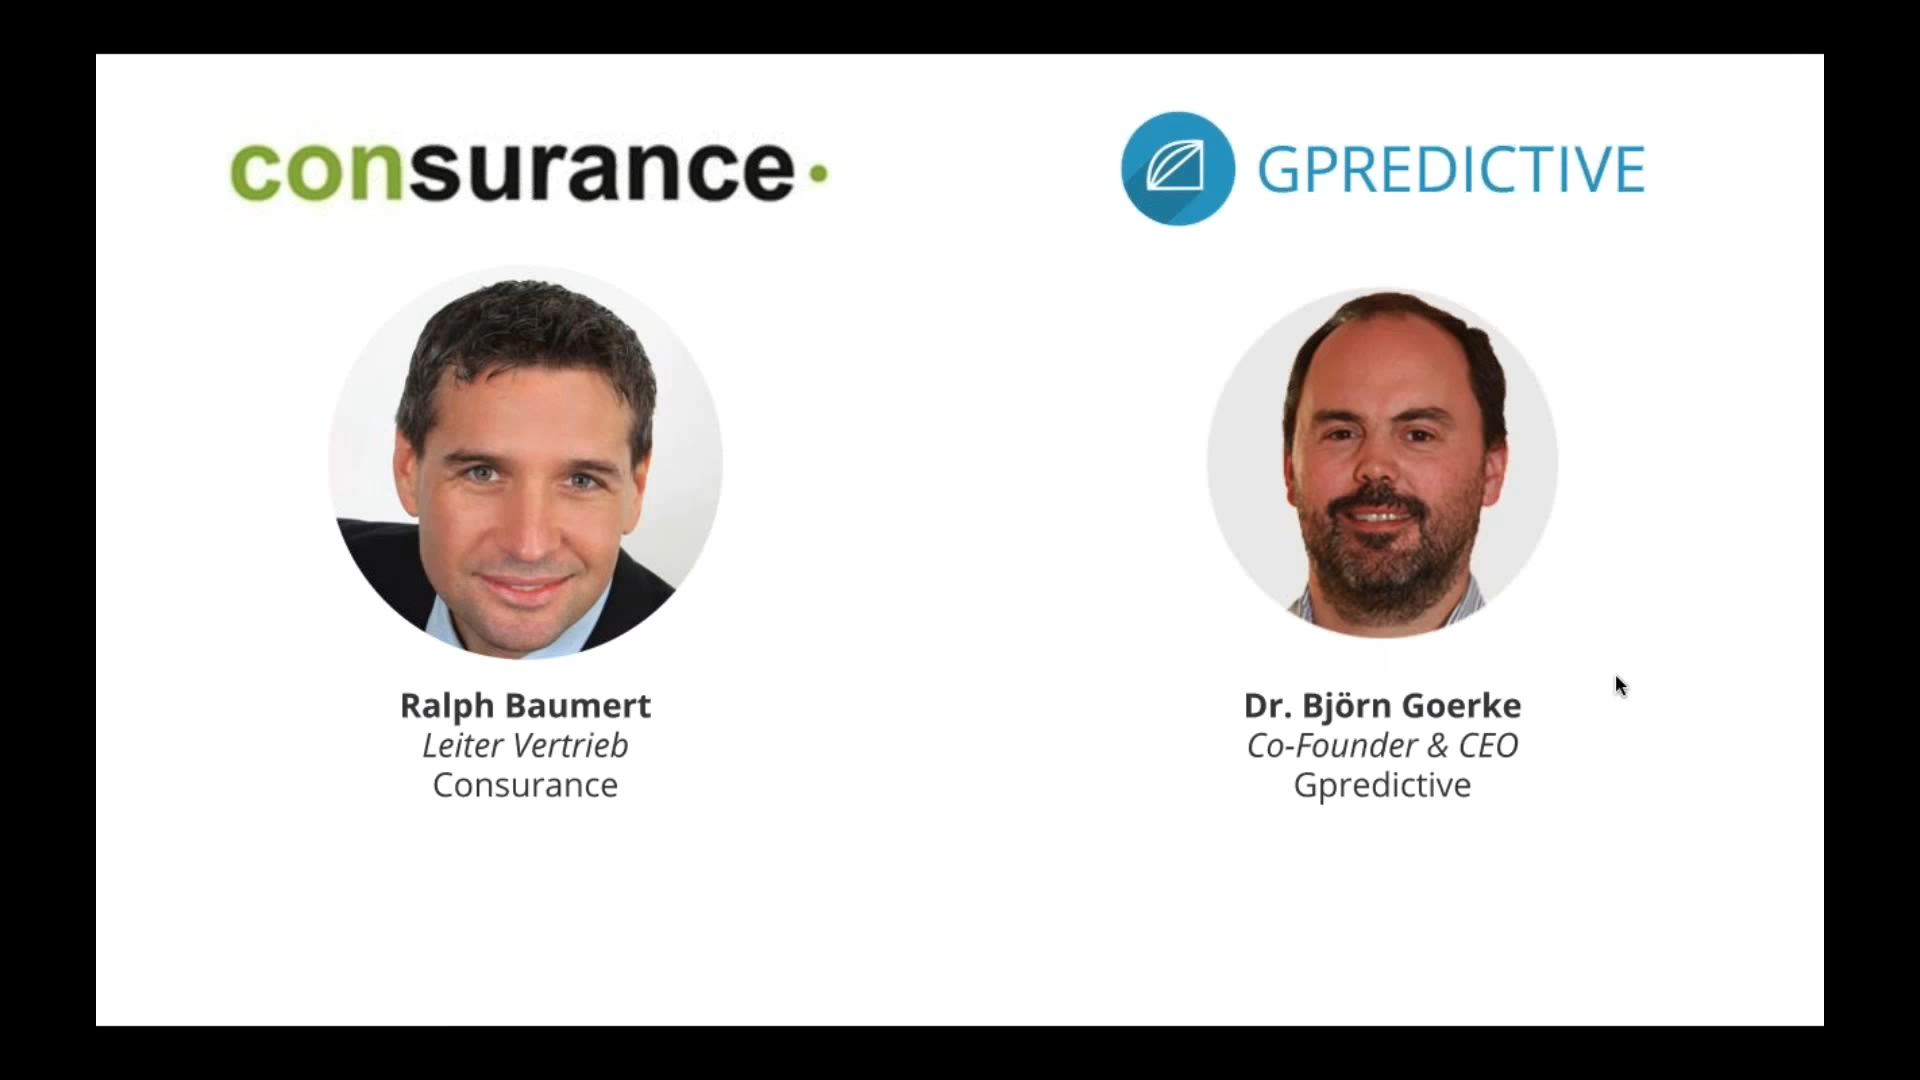 consurance
GPREDICTIVE
Ralph Baumert
Leiter Vertrieb
Consurance
Dr. Björn Goerke
Co-Founder & CEO
Gpredictive